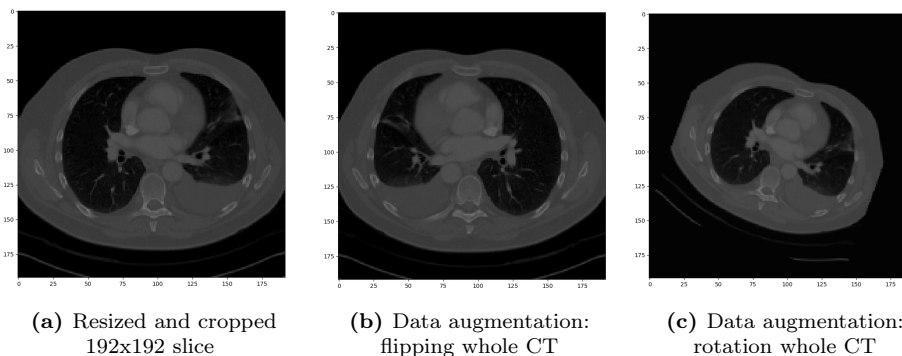 0
25
50
75
100
125
150
175
0 25 50 75 100 125 150 175
0
25
50
75
100
125
150
175
0 25 50 75 100 125 150 175
0
25
50
75
100
125
150
175
0 25 50 75 100 125 150 175
(a) Resized and cropped
192x192 slice
(b) Data augmentation:
flipping whole CT
(c) Data augmentation:
rotation whole CT